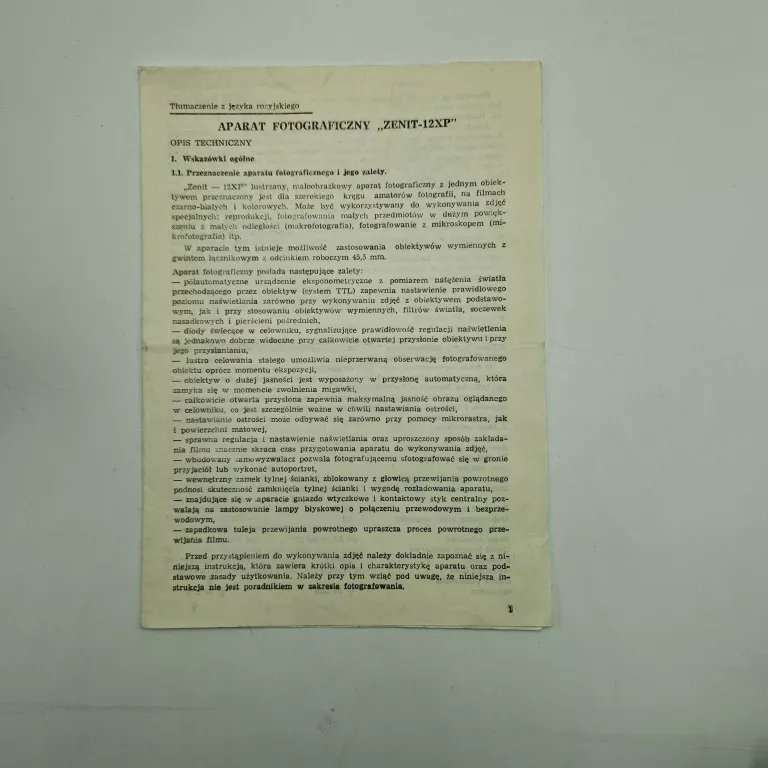 Tłumaczenie z języka rosyjskiego
APARAT FOTOGRAFICZNY „ZENIT-12XP”
OPIS TECHNICZNY
1. Wskazówki ogólne
1.1. Przeznaczenie aparatu fotograficznego i jego zalety.
„Zenit — 12XP” lustrzany, małoobrazkowy aparat fotograficzny z jednym obiek-
tywem przeznaczony jest dla szerokiego kręgu amatorów fotografii, na filmach
czarno-białych i kolorowych. Może być wykorzystywany do wykonywania zdjęć
specjalnych: reprodukcji, fotografowania małych przedmiotów w dużym powięk-
szeniu z małych odległości (makrofotografia), fotografowanie z mikroskopem (mi-
krofotografia) itp.
W aparacie tym istnieje możliwość zastosowania obiektywów wymiennych z
gwintem łącznikowym z odcinkiem roboczym 45,5 mm.
Aparat fotograficzny posiada następujące zalety:
— półautomatyczne urządzenie eksponometryczne z pomiarem natężenia światła
przechodzącego przez obiektyw (system TTL) zapewnia nastawienie prawidłowego
poziomu naświetlania zarówno przy wykonywaniu zdjęć z obiektywem podstawo-
wym, jak i przy stosowaniu obiektywów wymiennych, filtrów światła, soczewek
nasadkowych i pierścieni pośrednich,
— diody świecące w celowniku, sygnalizujące prawidłowość regulacji naświetlenia
są jednakowo dobrze widoczne przy całkowicie otwartej przysłonie obiektywu i przy
jego przysłanianiu,
— lustro celowania stałego umożliwia nieprzerwaną obserwację fotografowanego
obiektu oprócz momentu ekspozycji,
— obiektyw o dużej jasności jest wyposażony w przysłonę automatyczną, która
zamyka się w momencie zwolnienia migawki,
— całkowicie otwarta przysłona zapewnia maksymalną jasność obrazu oglądanego
w celowniku, co jest szczególnie ważne w chwili nastawiania ostrości,
— nastawianie ostrości może odbywać się zarówno przy pomocy mikrorastra, jak
i powierzchni matowej,
— sprawna regulacja i nastawienie naświetlania oraz uproszczony sposób zakłada-
nia filmu znacznie skraca czas przygotowania aparatu do wykonywania zdjęć,
— wbudowany samowyzwalacz pozwala fotografującemu sfotografować się w gronie
przyjaciół lub wykonać autoportret,
— wewnętrzny zamek tylnej ścianki, zblokowany z głowicą przewijania powrotnego
podnosi skuteczność zamknięcia tylnej ścianki i wygodę rozładowania aparatu,
— znajdujące się w aparacie gniazdo wtyczkowe i kontaktowy styk centralny poz-
walają na zastosowanie lampy błyskowej o połączeniu przewodowym i bezprze-
wodowym,
— zapadkowa tuleja przewijania powrotnego upraszcza proces powrotnego prze-
wijania filmu.
Przed przystąpieniem do wykonywania zdjęć należy dokładnie zapoznać się z ni-
niejszą instrukcją, która zawiera krótki opis i charakterystykę aparatu oraz pod-
stawowe zasady użytkowania. Należy przy tym wziąć pod uwagę, że niniejsza in-
strukcja nie jest poradnikiem w zakresie fotografowania.
1